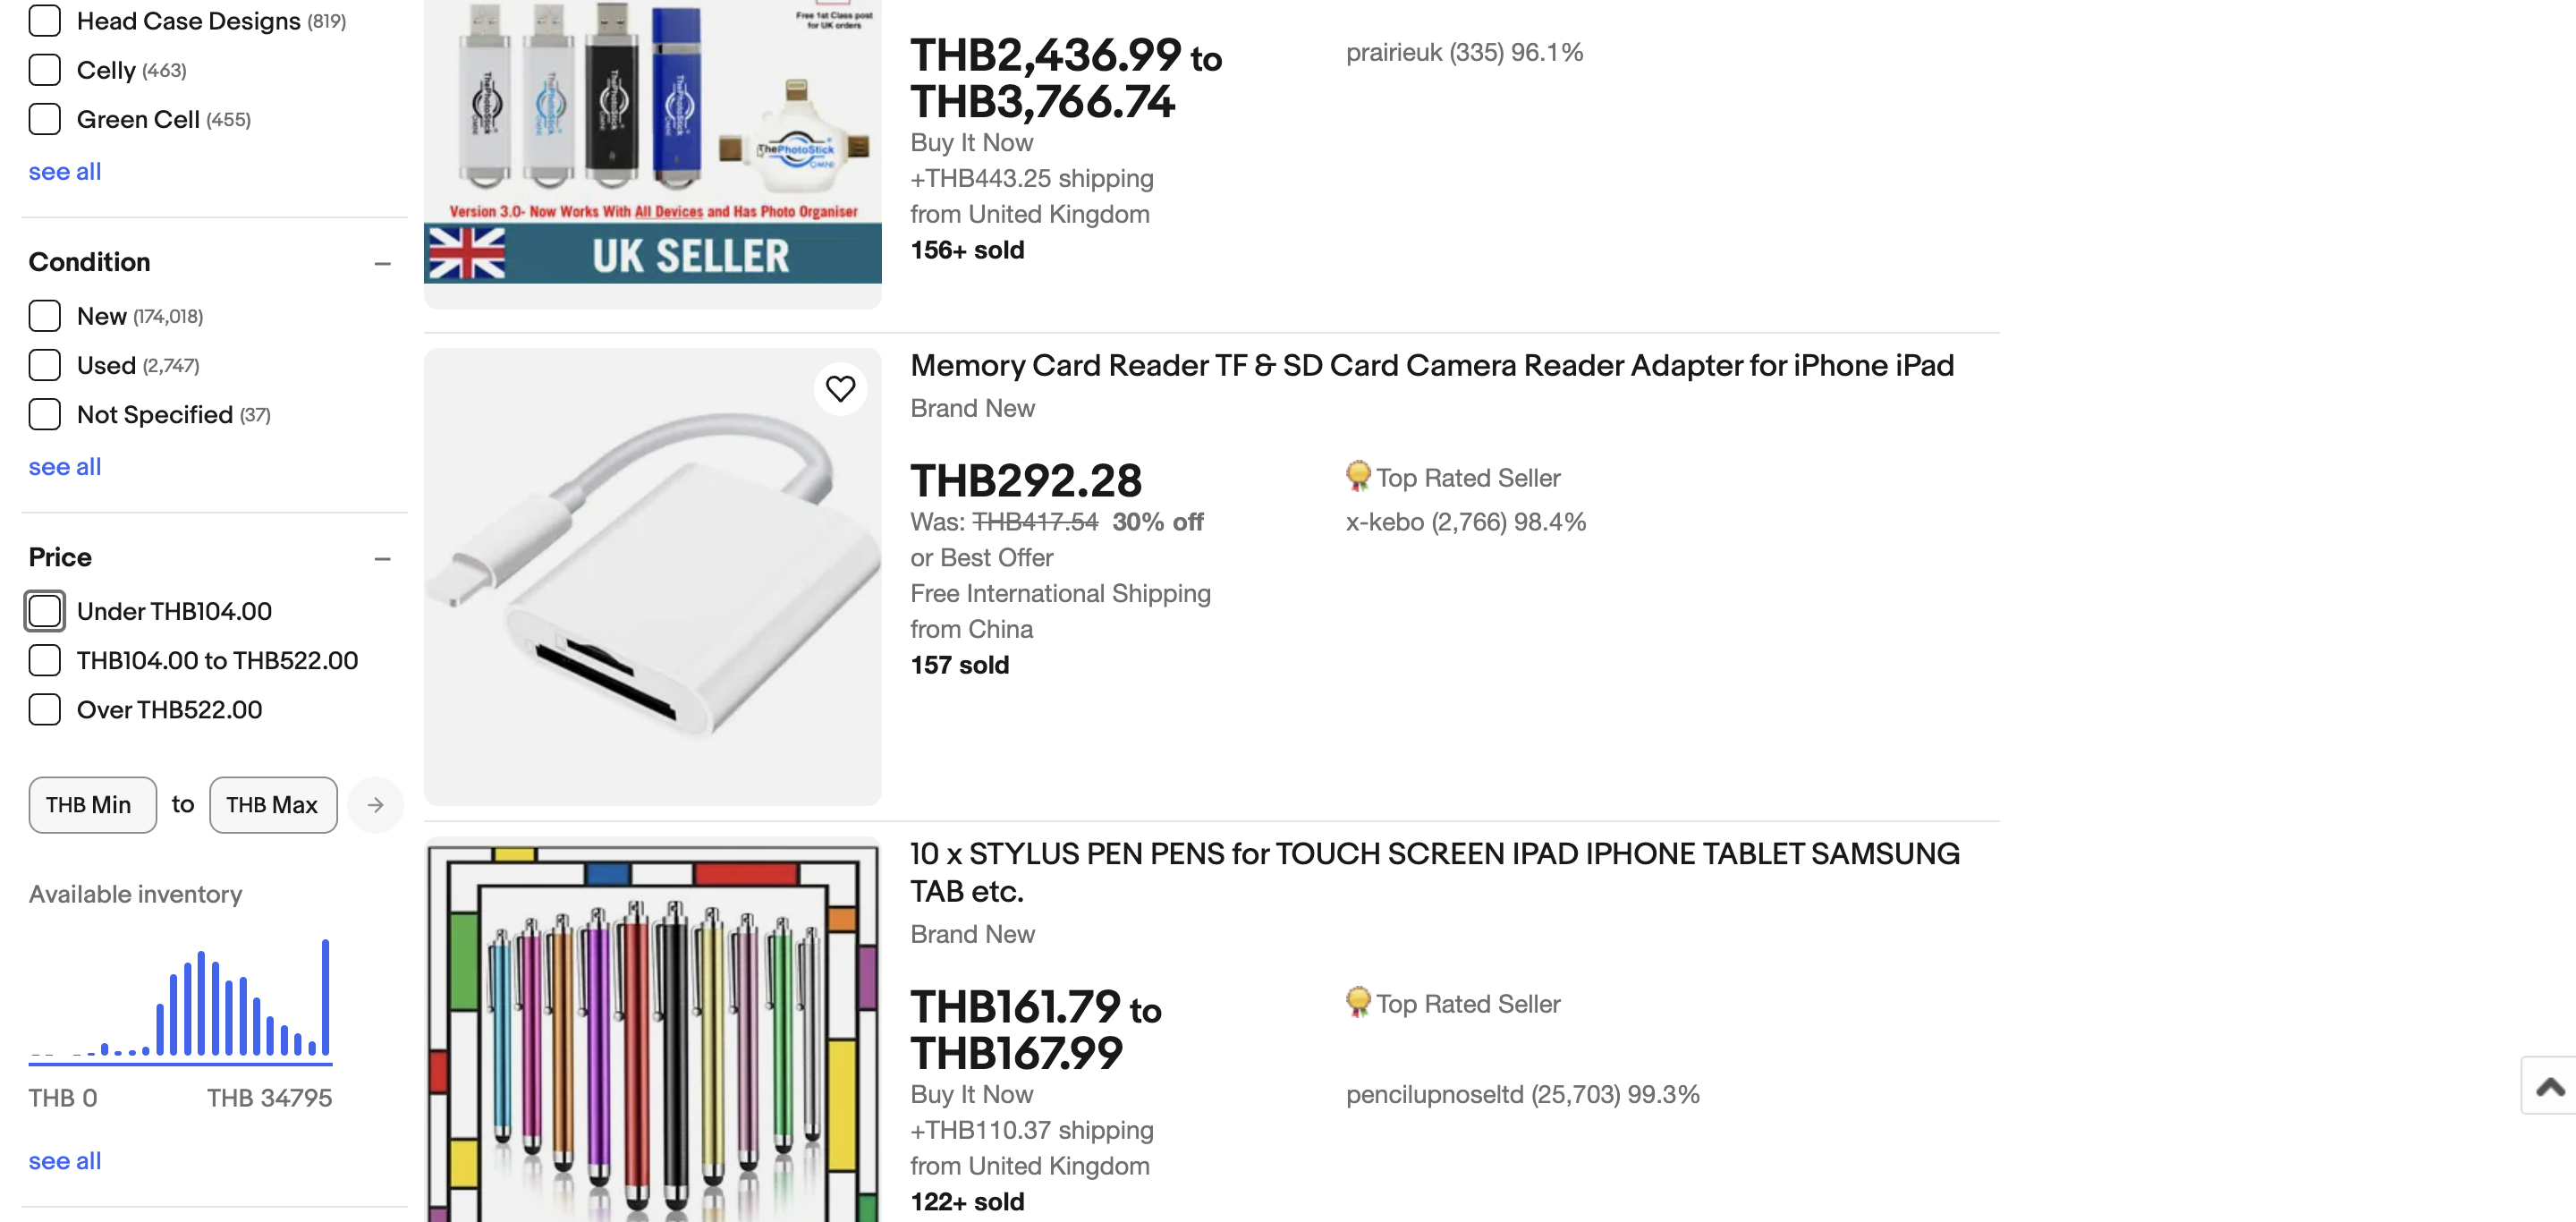 Head Case Designs (819)
Celly (463)
Green Cell (455)
see all
Condition
New (174,018)
Used (2,747)
Not Specified (37)
see all
Price
Under THB104.00
THB104.00 to THB522.00
Over THB522.00
THB Min to THB Max
Available inventory
THB 0 THB 34795
see all
Free 1st Class post
for UK orders
ThePhotoStick
OMNI
ThePhotoStick
OMNI
ThePhotoStick
OMNI
ThePhotoStick
OMNI
ThePhotoStick
OMNI
Version 3.0- Now Works With All Devices and Has Photo Organiser
UK SELLER
THB2,436.99 to
THB3,766.74
Buy It Now
+THB443.25 shipping
from United Kingdom
156+ sold
prairieuk (335) 96.1%
Memory Card Reader TF & SD Card Camera Reader Adapter for iPhone iPad
Brand New
THB292.28
Was: THB417.54 30% off
or Best Offer
Free International Shipping
from China
157 sold
Top Rated Seller
x-kebo (2,766) 98.4%
10 x STYLUS PEN PENS for TOUCH SCREEN IPAD IPHONE TABLET SAMSUNG
TAB etc.
Brand New
THB161.79 to
THB167.99
Buy It Now
+THB110.37 shipping
from United Kingdom
122+ sold
Top Rated Seller
pencilupnoseltd (25,703) 99.3%